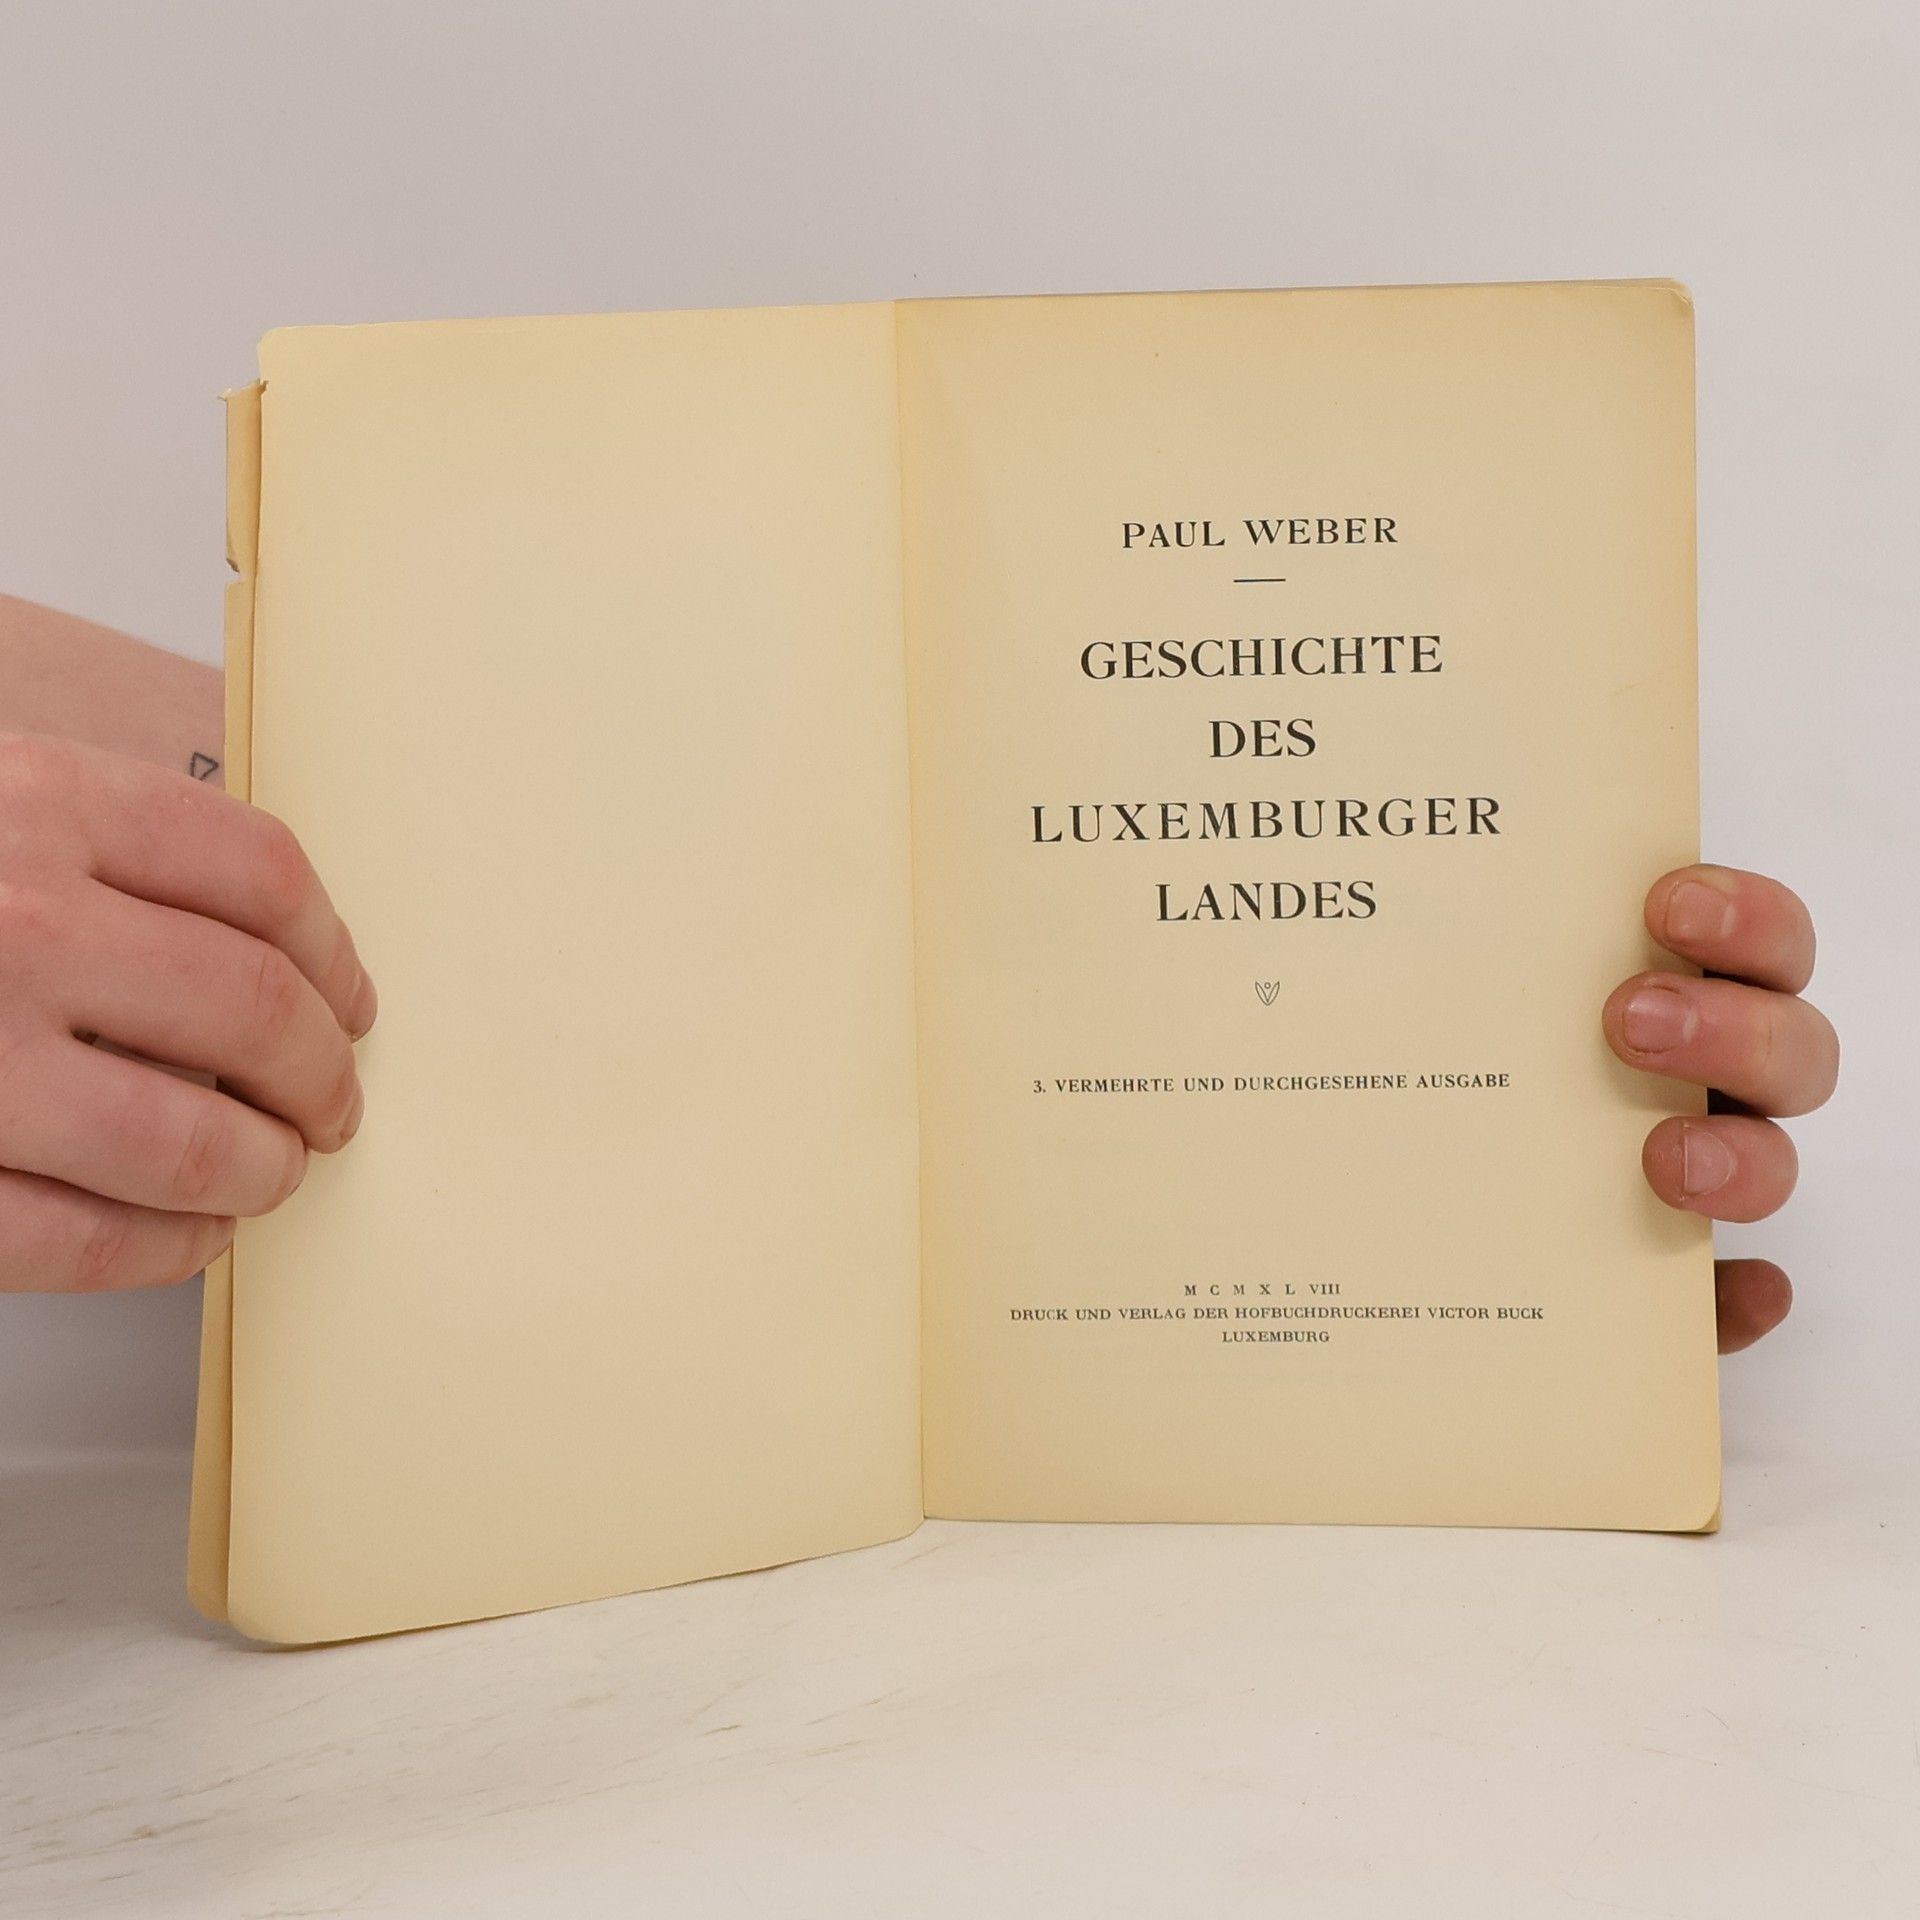 PAUL WEBER
GESCHICHTE
DES
LUXEMBURGER
LANDES
3. VERMEHRTE UND DURCHGESEHENE AUSGABE
M C M X L VIII
DRUCK UND VERLAG DER HOFBUCHDRUCKEREI VICTOR BUCK
LUXEMBURG